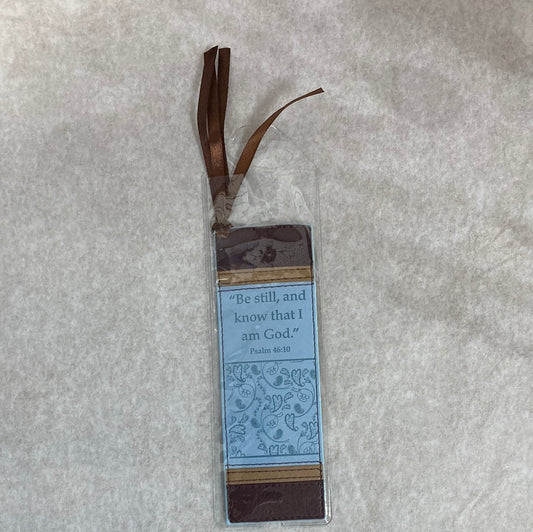 “Be still, and
know that I
am God.”
Psalm 46:10